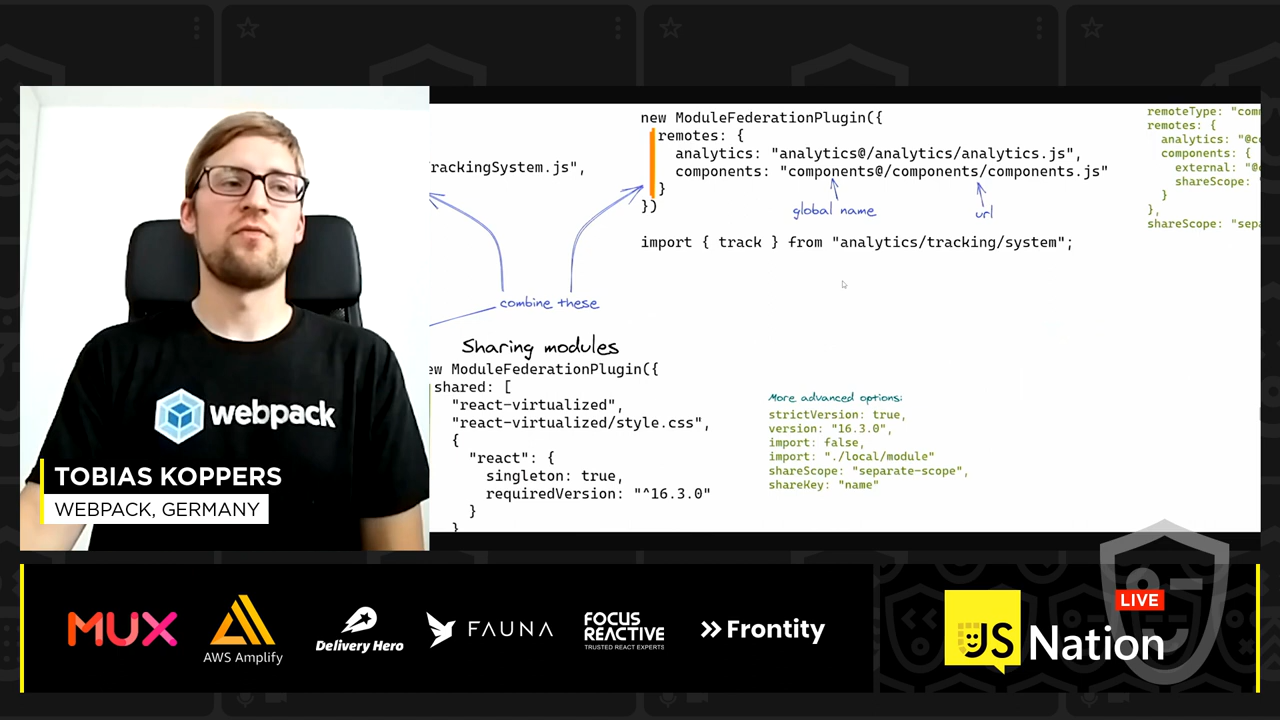 new ModuleFederationPlugin({
remotes: {
analytics: "analytics@/analytics/analytics.js",
components: "components@/components/components.js"
}
})
global name
url
import { track } from "analytics/tracking/system";
rackingSystem.js",
combine these
remoteType: "com
remotes: {
analytics: "@c
components: {
external: "@
shareScope:
}
},
shareScope: "sepa
Sharing modules
ew ModuleFederationPlugin({
shared: [
"react-virtualized",
"react-virtualized/style.css",
{
"react": {
singleton: true,
requiredVersion: "^16.3.0"
}
}
More advanced options:
strictVersion: true,
version: "16.3.0",
import: false,
import: "./local/module"
shareScope: "separate-scope",
shareKey: "name"
webpack
TOBIAS KOPPERS
WEBPACK, GERMANY
MUX
AWS Amplify
Delivery Hero
FAUNA
FOCUS
REACTIVE
TRUSTED REACT EXPERTS
Frontity
LIVE
JS Nation